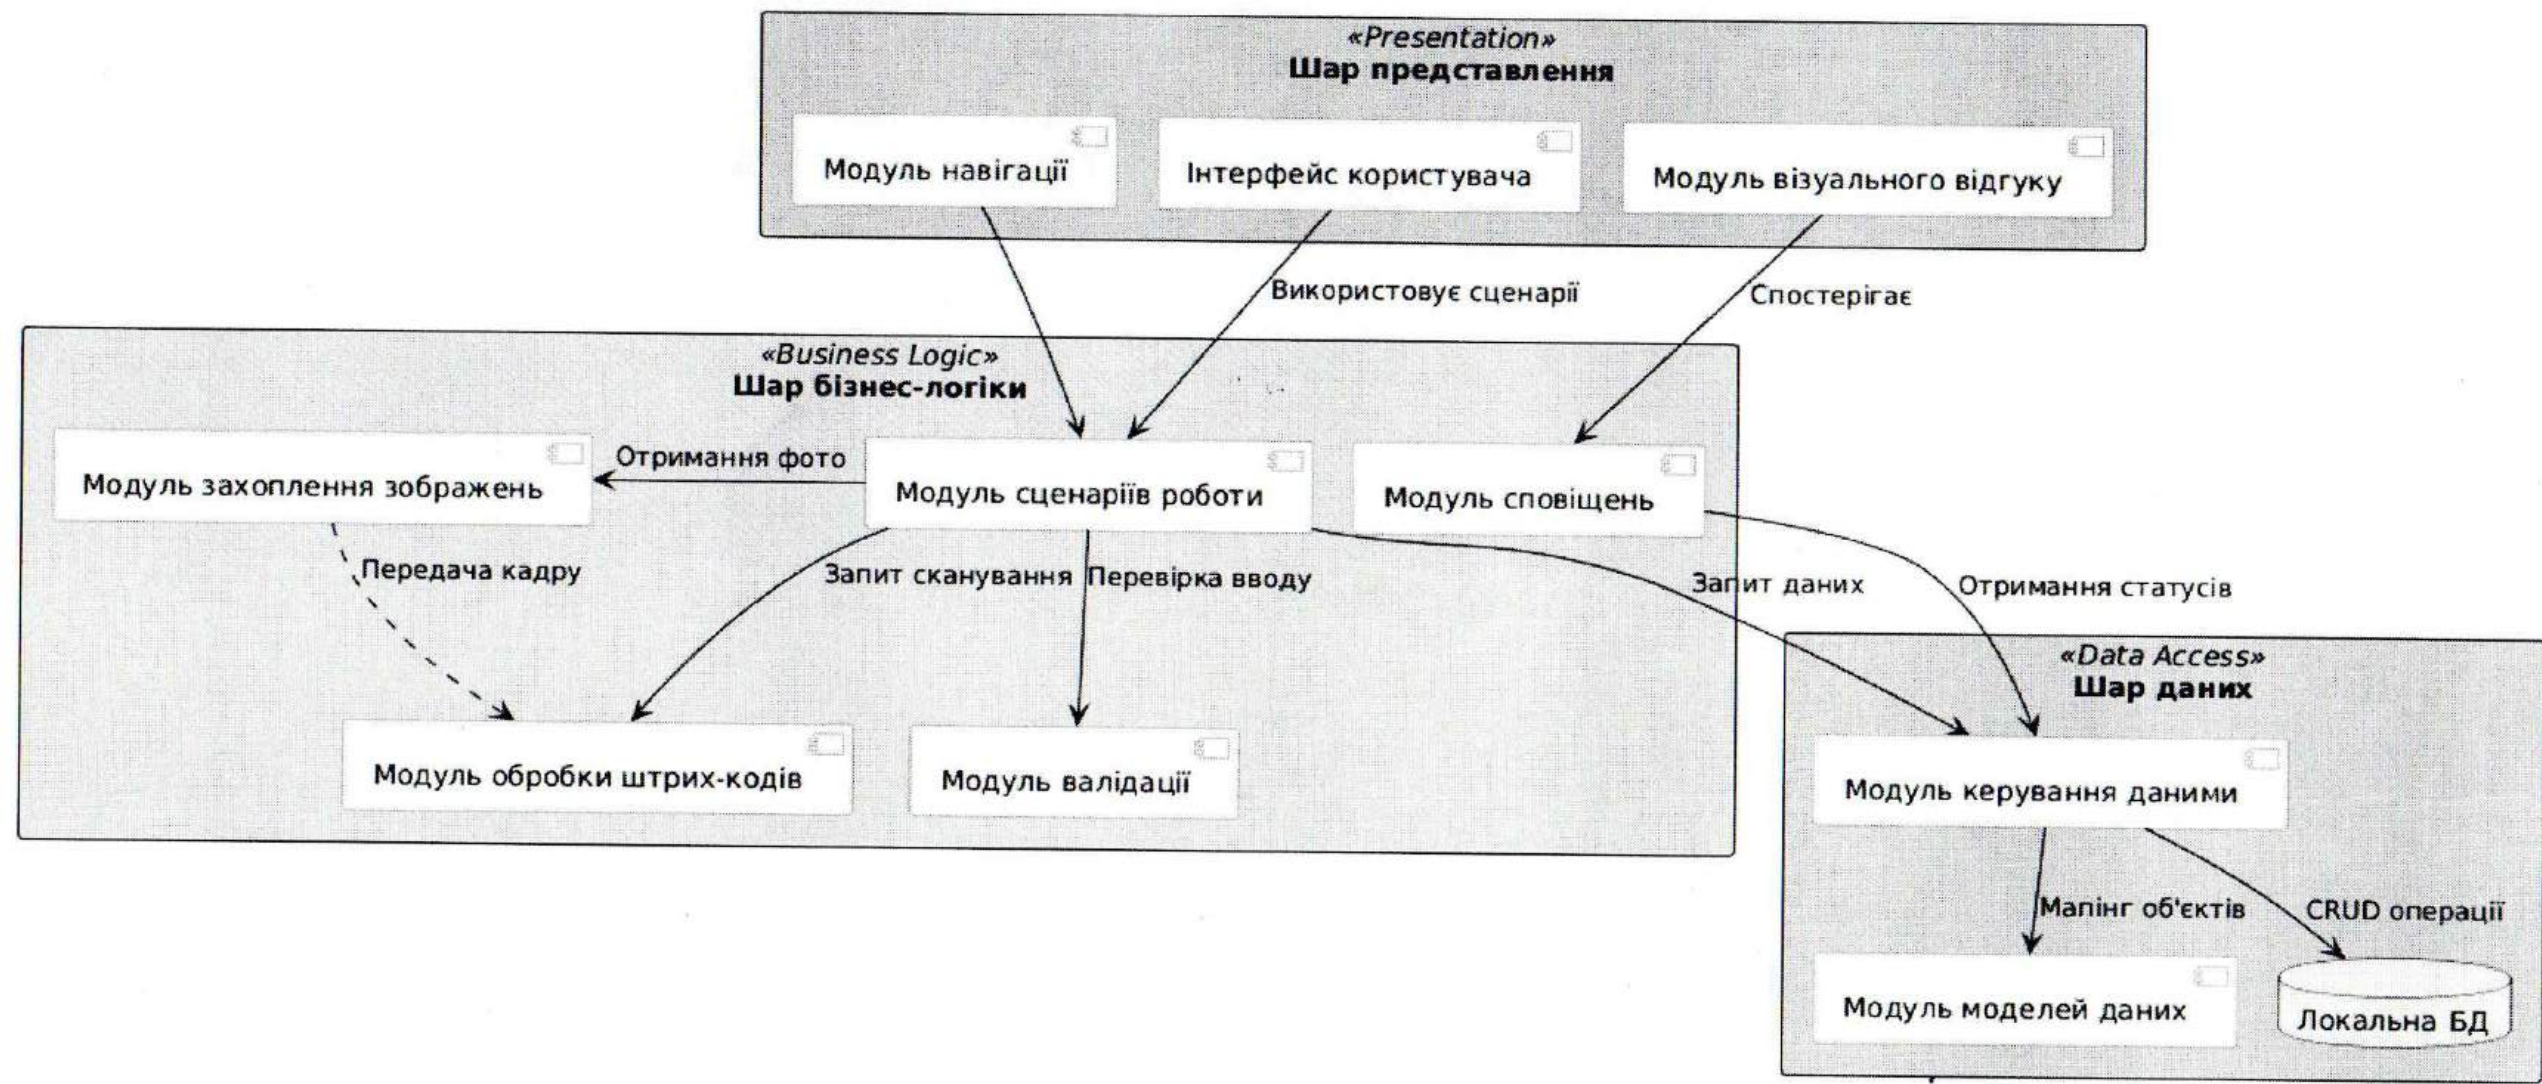 «Presentation»
Шар представлення
Модуль навігації
Інтерфейс користувача
Модуль візуального відгуку
Використовує сценарії
Спостерігає
«Business Logic»
Шар бізнес-логіки
Модуль захоплення зображень
Отримання фото
Модуль сценаріїв роботи
Модуль сповіщень
Передача кадру
Запит сканування
Перевірка вводу
Запит даних
Отримання статусів
Модуль обробки штрих-кодів
Модуль валідації
«Data Access»
Шар даних
Модуль керування даними
Мапінг об'єктів
CRUD операції
Модуль моделей даних
Локальна БД